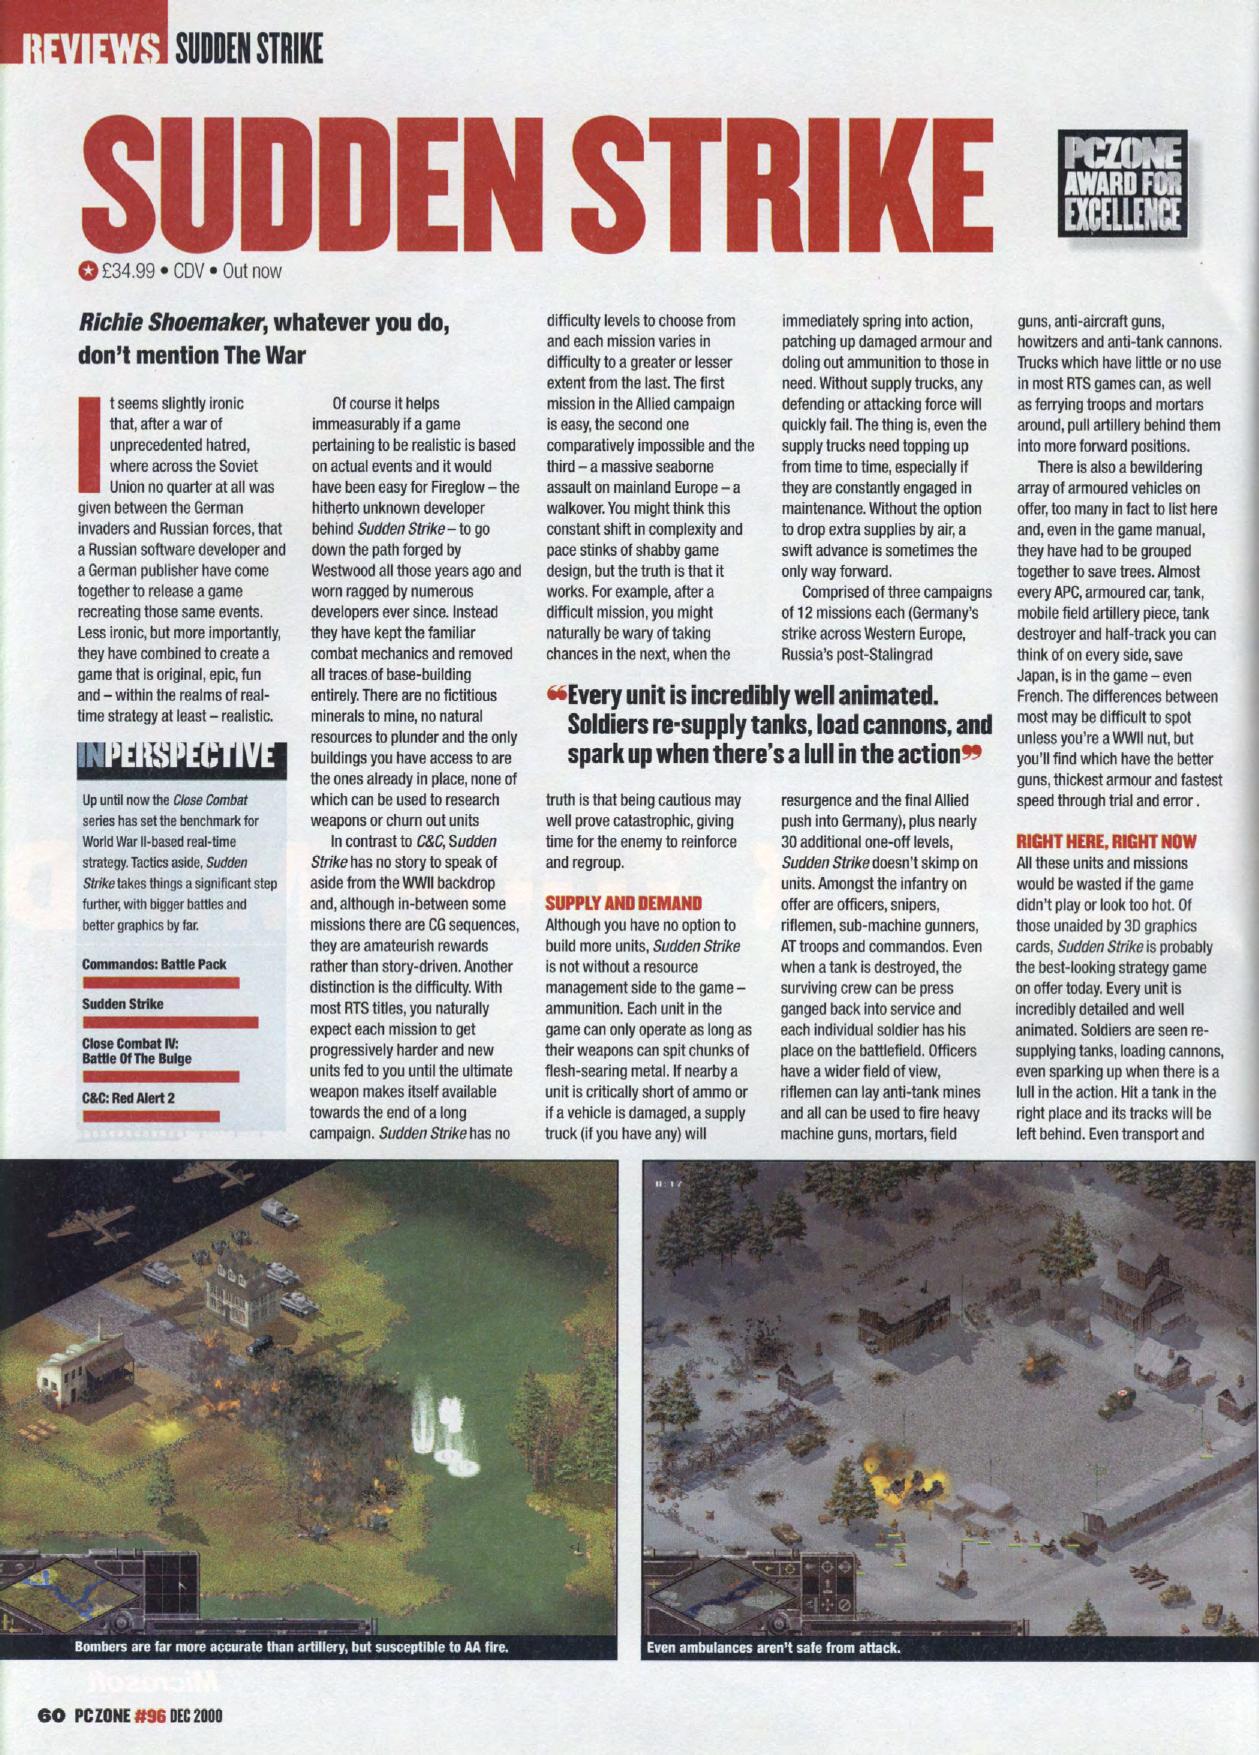 REVIEWS SUDDEN STRIKE
SUDDEN STRIKE
PCZONE
AWARD FOR
EXCELLENCE
£34.99 • CDV • Out now
Richie Shoemaker, whatever you do,
don't mention The War
It seems slightly ironic
that, after a war of
unprecedented hatred,
where across the Soviet
Union no quarter at all was
given between the German
invaders and Russian forces, that
a Russian software developer and
a German publisher have come
together to release a game
recreating those same events.
Less ironic, but more importantly,
they have combined to create a
game that is original, epic, fun
and – within the realms of real-
time strategy at least – realistic.
INPERSPECTIVE
Up until now the Close Combat
series has set the benchmark for
World War II-based real-time
strategy. Tactics aside, Sudden
Strike takes things a significant step
further, with bigger battles and
better graphics by far.
Commandos: Battle Pack
Sudden Strike
Close Combat IV:
Battle Of The Bulge
C&C: Red Alert 2
Of course it helps
immeasurably if a game
pertaining to be realistic is based
on actual events and it would
have been easy for Fireglow – the
hitherto unknown developer
behind Sudden Strike – to go
down the path forged by
Westwood all those years ago and
worn ragged by numerous
developers ever since. Instead
they have kept the familiar
combat mechanics and removed
all traces of base-building
entirely. There are no fictitious
minerals to mine, no natural
resources to plunder and the only
buildings you have access to are
the ones already in place, none of
which can be used to research
weapons or churn out units
In contrast to C&C, Sudden
Strike has no story to speak of
aside from the WWII backdrop
and, although in-between some
missions there are CG sequences,
they are amateurish rewards
rather than story-driven. Another
distinction is the difficulty. With
most RTS titles, you naturally
expect each mission to get
progressively harder and new
units fed to you until the ultimate
weapon makes itself available
towards the end of a long
campaign. Sudden Strike has no
difficulty levels to choose from
and each mission varies in
difficulty to a greater or lesser
extent from the last. The first
mission in the Allied campaign
is easy, the second one
comparatively impossible and the
third – a massive seaborne
assault on mainland Europe – a
walkover. You might think this
constant shift in complexity and
pace stinks of shabby game
design, but the truth is that it
works. For example, after a
difficult mission, you might
naturally be wary of taking
chances in the next, when the
truth is that being cautious may
well prove catastrophic, giving
time for the enemy to reinforce
and regroup.
SUPPLY AND DEMAND
Although you have no option to
build more units, Sudden Strike
is not without a resource
management side to the game –
ammunition. Each unit in the
game can only operate as long as
their weapons can spit chunks of
flesh-searing metal. If nearby a
unit is critically short of ammo or
if a vehicle is damaged, a supply
truck (if you have any) will
immediately spring into action,
patching up damaged armour and
doling out ammunition to those in
need. Without supply trucks, any
defending or attacking force will
quickly fail. The thing is, even the
supply trucks need topping up
from time to time, especially if
they are constantly engaged in
maintenance. Without the option
to drop extra supplies by air, a
swift advance is sometimes the
only way forward.
Comprised of three campaigns
of 12 missions each (Germany's
strike across Western Europe,
Russia's post-Stalingrad
❝Every unit is incredibly well animated.
Soldiers re-supply tanks, load cannons, and
spark up when there's a lull in the action❞
resurgence and the final Allied
push into Germany), plus nearly
30 additional one-off levels,
Sudden Strike doesn't skimp on
units. Amongst the infantry on
offer are officers, snipers,
riflemen, sub-machine gunners,
AT troops and commandos. Even
when a tank is destroyed, the
surviving crew can be press
ganged back into service and
each individual soldier has his
place on the battlefield. Officers
have a wider field of view,
riflemen can lay anti-tank mines
and all can be used to fire heavy
machine guns, mortars, field
guns, anti-aircraft guns,
howitzers and anti-tank cannons.
Trucks which have little or no use
in most RTS games can, as well
as ferrying troops and mortars
around, pull artillery behind them
into more forward positions.
There is also a bewildering
array of armoured vehicles on
offer, too many in fact to list here
and, even in the game manual,
they have had to be grouped
together to save trees. Almost
every APC, armoured car, tank,
mobile field artillery piece, tank
destroyer and half-track you can
think of on every side, save
Japan, is in the game – even
French. The differences between
most may be difficult to spot
unless you're a WWII nut, but
you'll find which have the better
guns, thickest armour and fastest
speed through trial and error .
RIGHT HERE, RIGHT NOW
All these units and missions
would be wasted if the game
didn't play or look too hot. Of
those unaided by 3D graphics
cards, Sudden Strike is probably
the best-looking strategy game
on offer today. Every unit is
incredibly detailed and well
animated. Soldiers are seen re-
supplying tanks, loading cannons,
even sparking up when there is a
lull in the action. Hit a tank in the
right place and its tracks will be
left behind. Even transport and
Bombers are far more accurate than artillery, but susceptible to AA fire.
Even ambulances aren't safe from attack.
60 PCZONE #96 DEC 2000